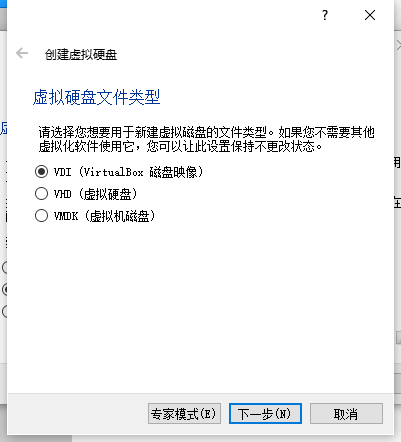 ?
创建虚拟硬盘
虚拟硬盘文件类型
请选择您想要用于新建虚拟磁盘的文件类型。如果您不需要其他
虚拟化软件使用它，您可以让此设置保持不更改状态。
VDI (VirtualBox 磁盘映像)
VHD (虚拟硬盘)
VMDK (虚拟机磁盘)
用
在
专家模式(E)
下一步(N)
取消